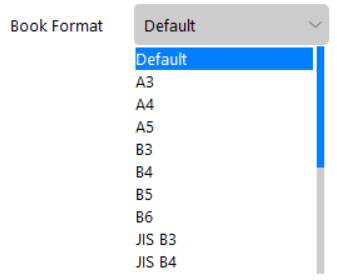 Book Format Default
Default
A3
A4
A5
B3
B4
B5
B6
JIS B3
JIS B4